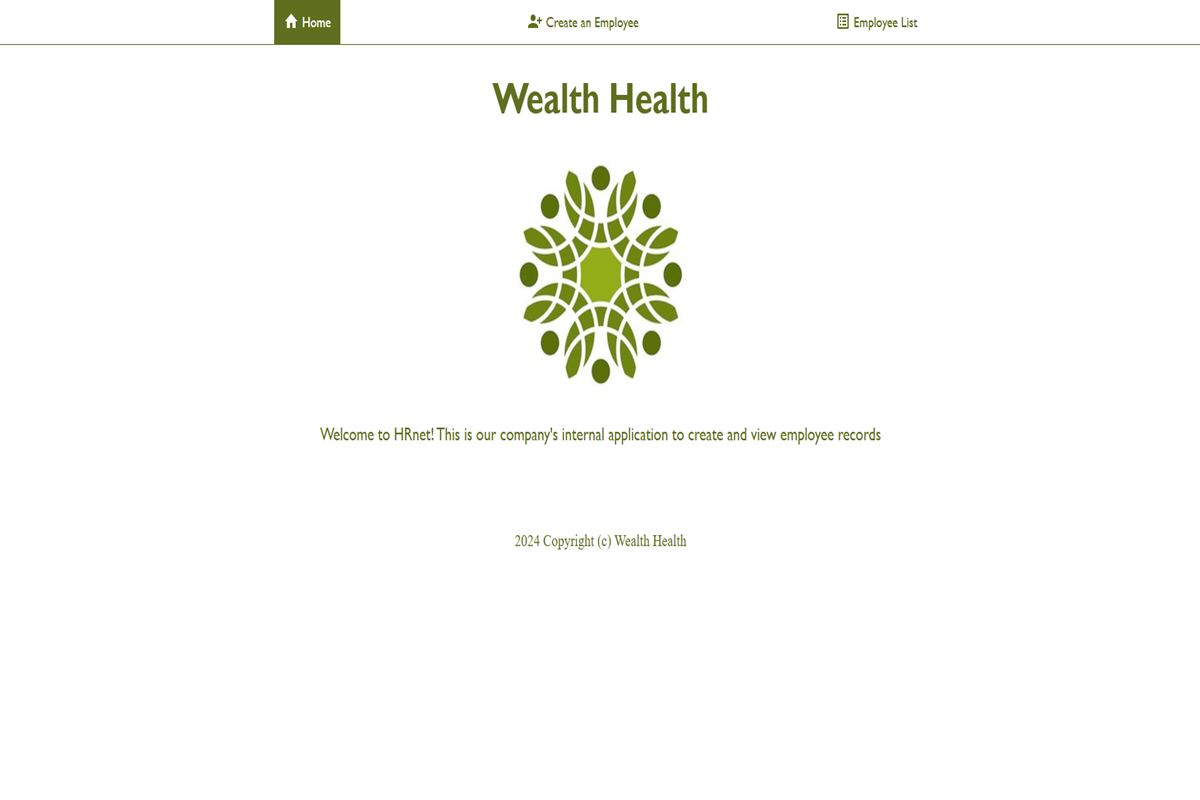 Home
Create an Employee
Employee List
Wealth Health
Welcome to HRnet! This is our company's internal application to create and view employee records
2024 Copyright (c) Wealth Health